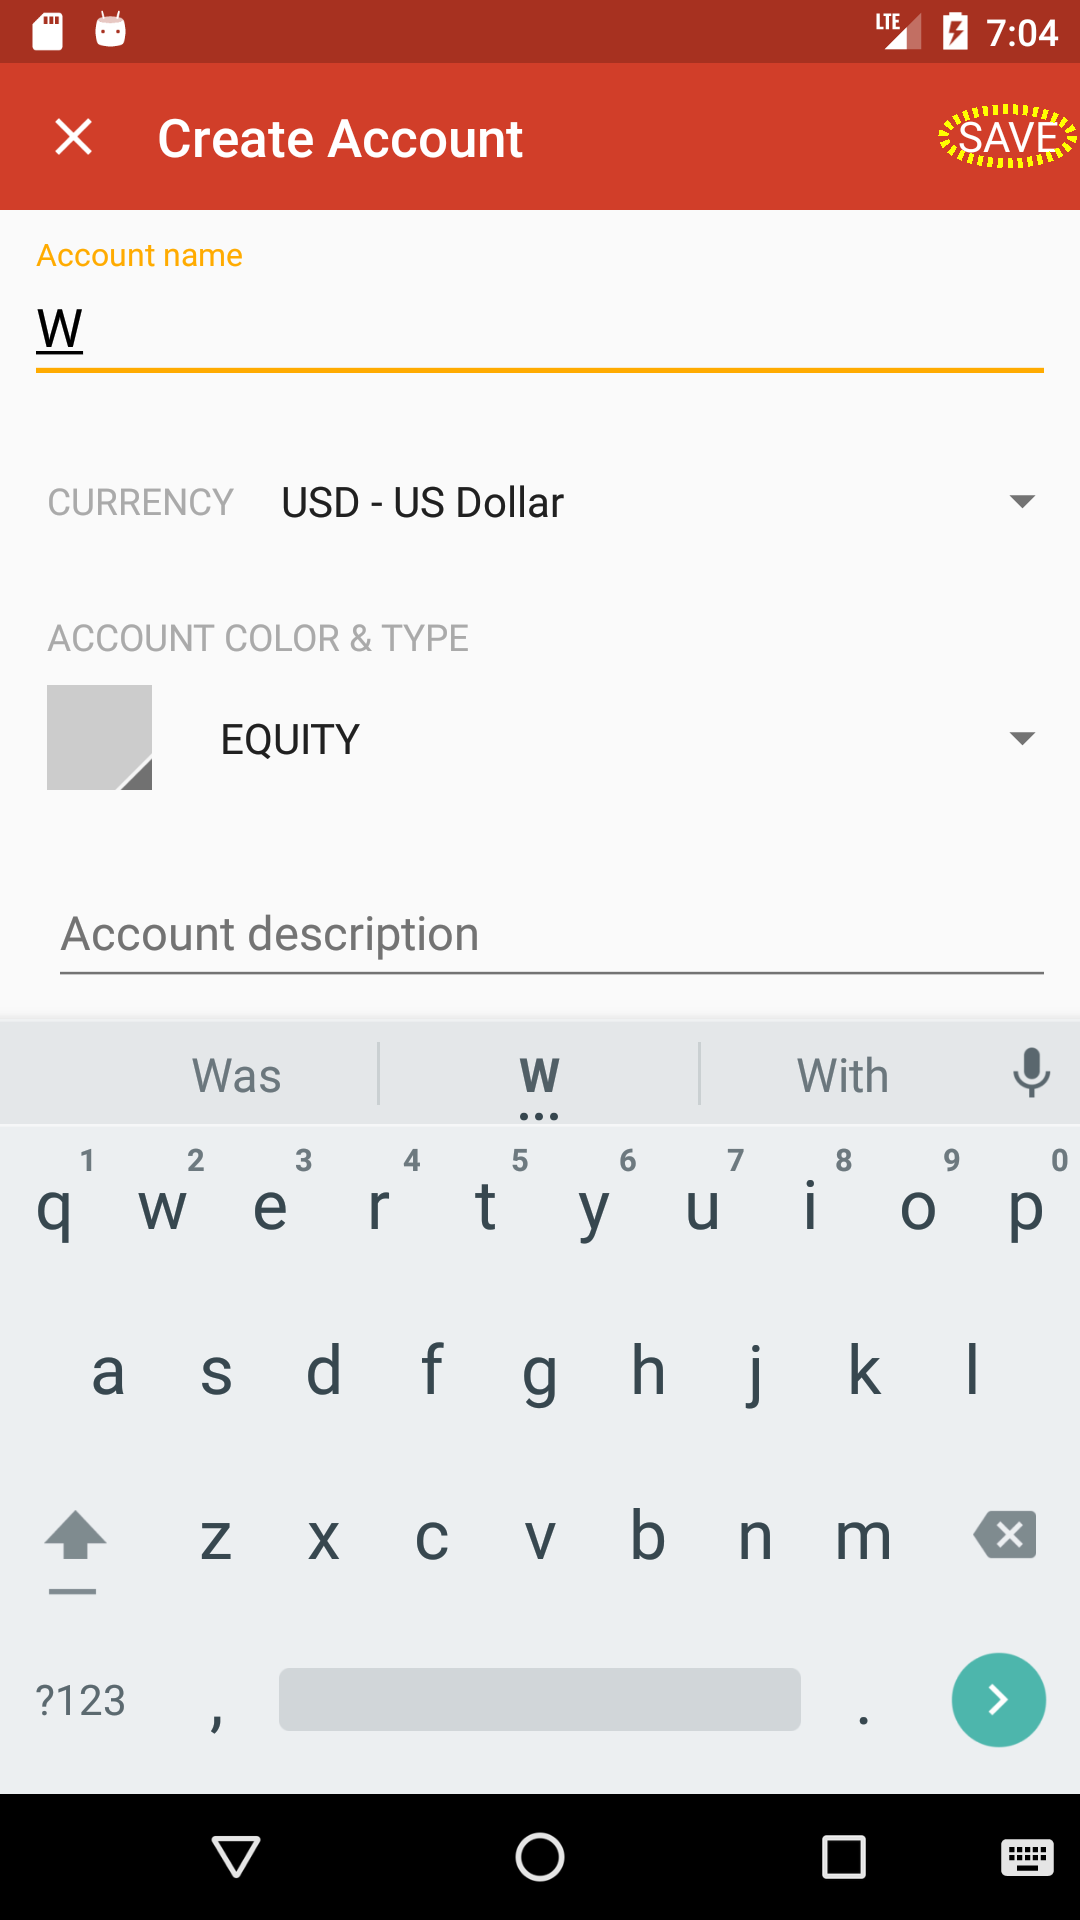 LTE 7:04
Create Account SAVE
Account name
W
CURRENCY USD - US Dollar
ACCOUNT COLOR & TYPE
EQUITY
Account description
Was W With
1 2 3 4 5 6 7 8 9 0
q w e r t y u i o p
a s d f g h j k l
z x c v b n m
?123 , .